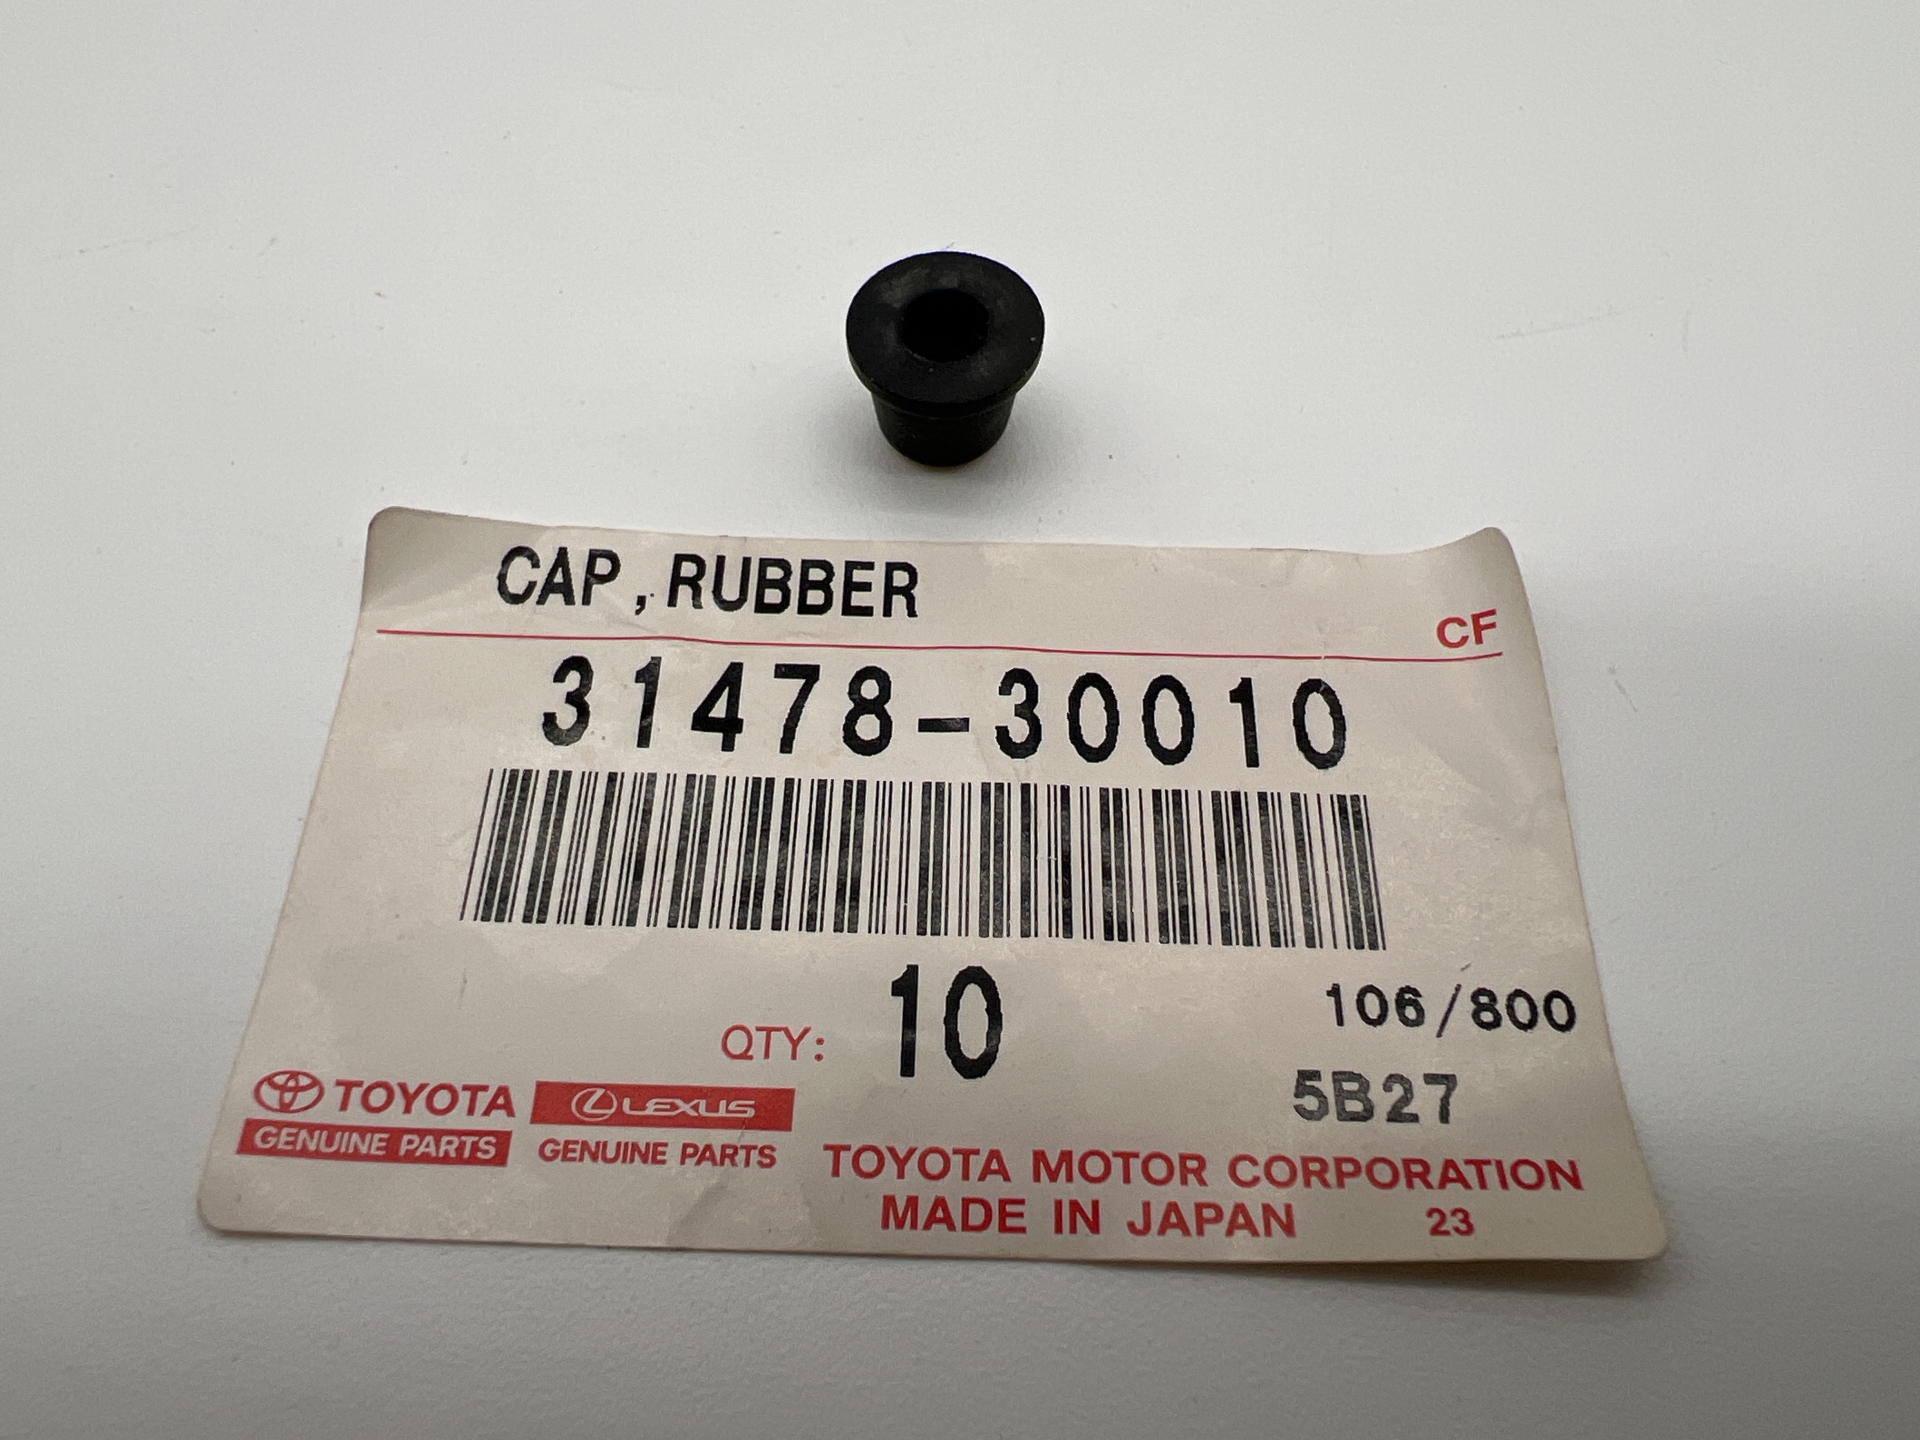 CAP, RUBBER
CF
31478-30010
QTY: 10
106/800
5B27
TOYOTA
GENUINE PARTS
LEXUS
GENUINE PARTS
TOYOTA MOTOR CORPORATION
MADE IN JAPAN 23